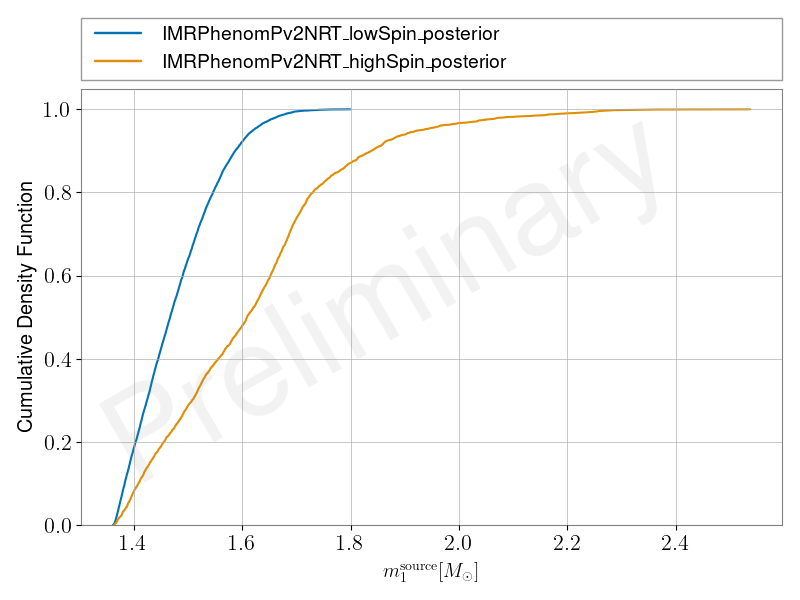 IMRPhenomPv2NRT_lowSpin_posterior
IMRPhenomPv2NRT_highSpin_posterior
1.0
0.8
0.6
0.4
0.2
0.0
Cumulative Density Function
Preliminary
1.4 1.6 1.8 2.0 2.2 2.4
m₁^source[M_⊙]